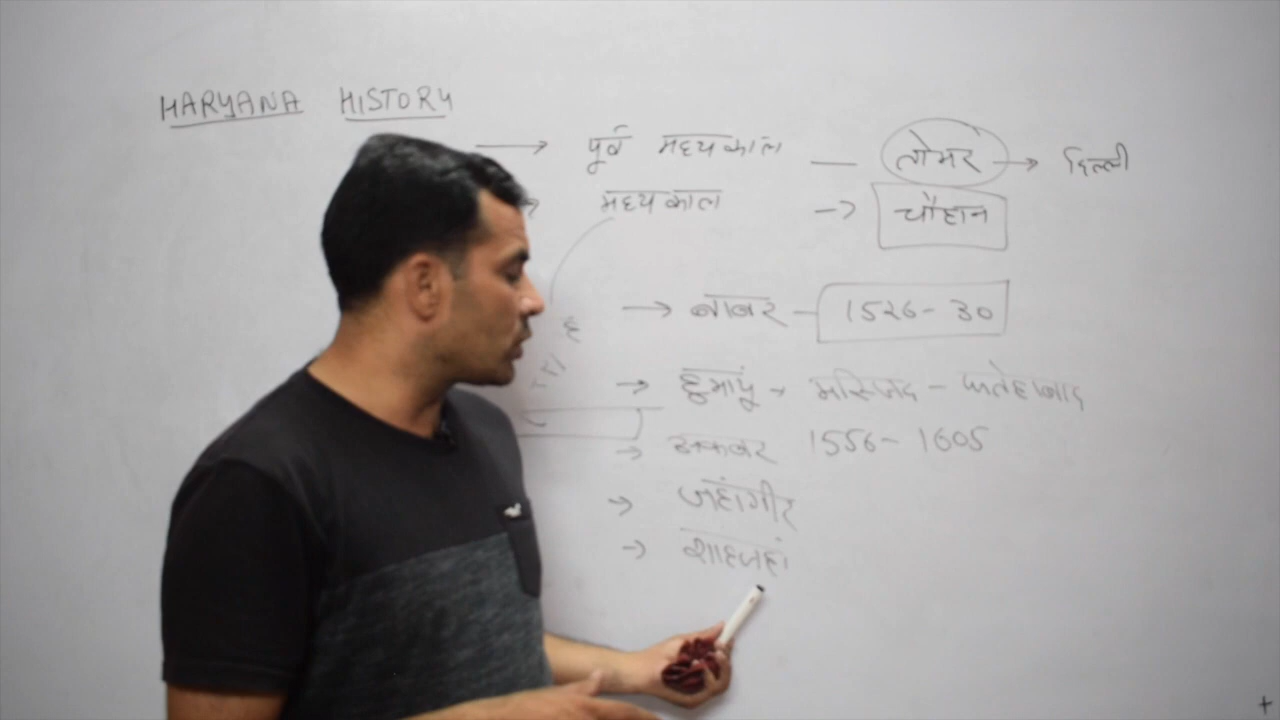 HARYANA HISTORY
→ पूर्व मध्यकाल — तोमर → दिल्ली
→ मध्यकाल → चौहान
→ बाबर - 1526-30
→ हुमायूं → मस्जिद - फतेहाबाद
→ अकबर 1556-1605
→ जहांगीर
→ शाहजहां